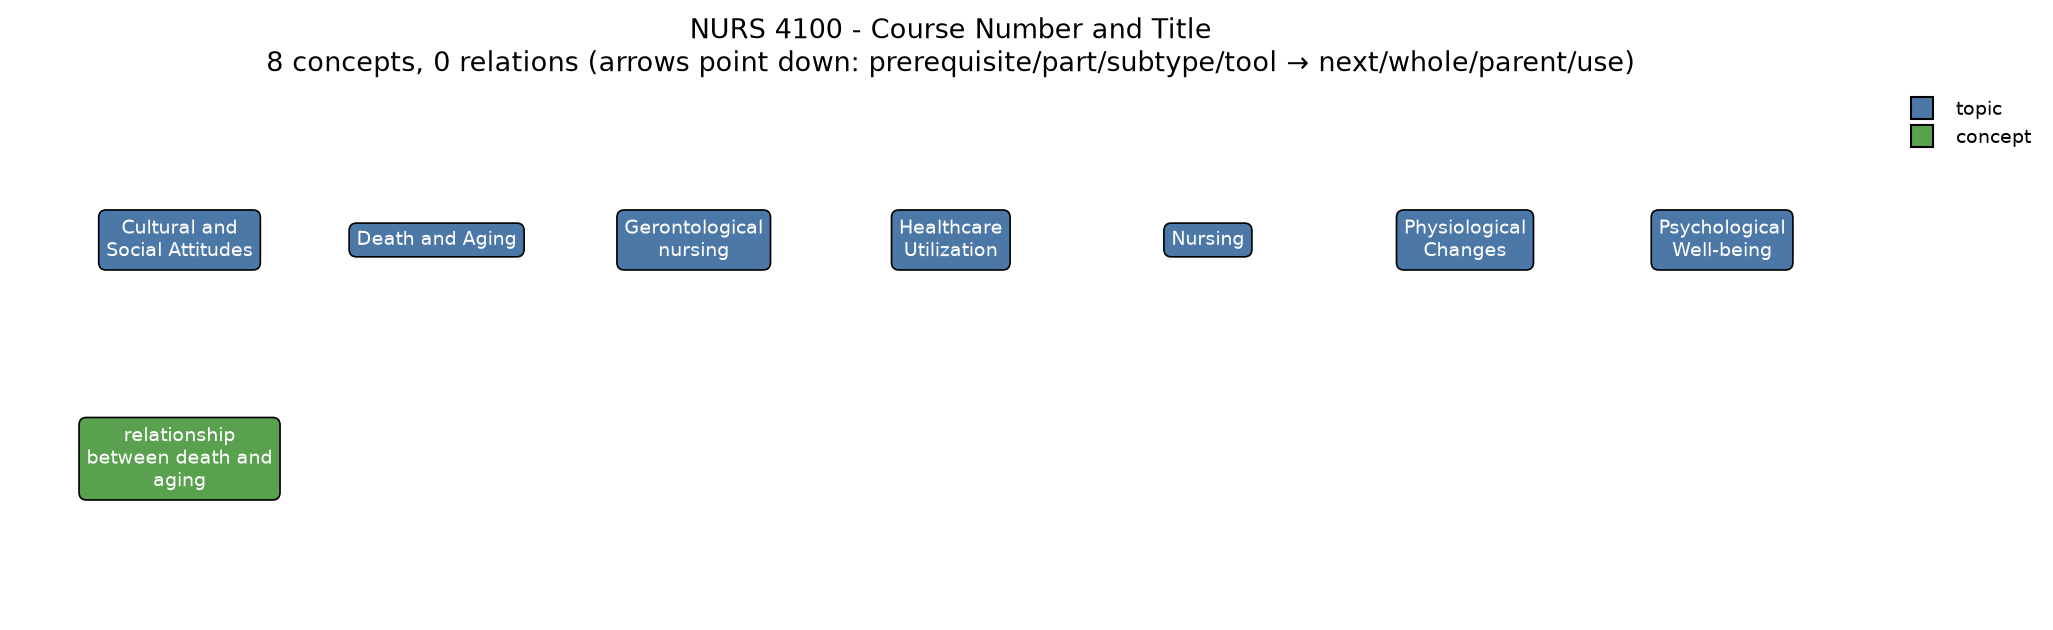 NURS 4100 - Course Number and Title
8 concepts, 0 relations (arrows point down: prerequisite/part/subtype/tool → next/whole/parent/use)
topic
concept
Cultural and
Social Attitudes
Death and Aging
Gerontological
nursing
Healthcare
Utilization
Nursing
Physiological
Changes
Psychological
Well-being
relationship
between death and
aging